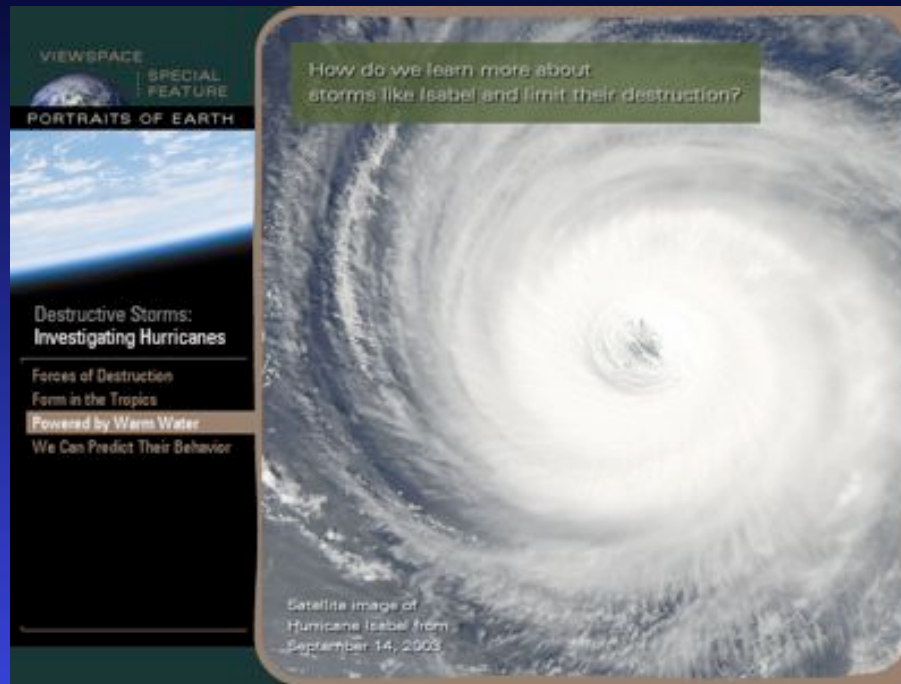 VIEWSPACE
SPECIAL
FEATURE
PORTRAITS OF EARTH
Destructive Storms:
Investigating Hurricanes
Forces of Destruction
Form in the Tropics
Powered by Warm Water
We Can Predict Their Behavior
How do we learn more about
storms like Isabel and limit their destruction?
Satellite image of
Hurricane Isabel from
September 14, 2003